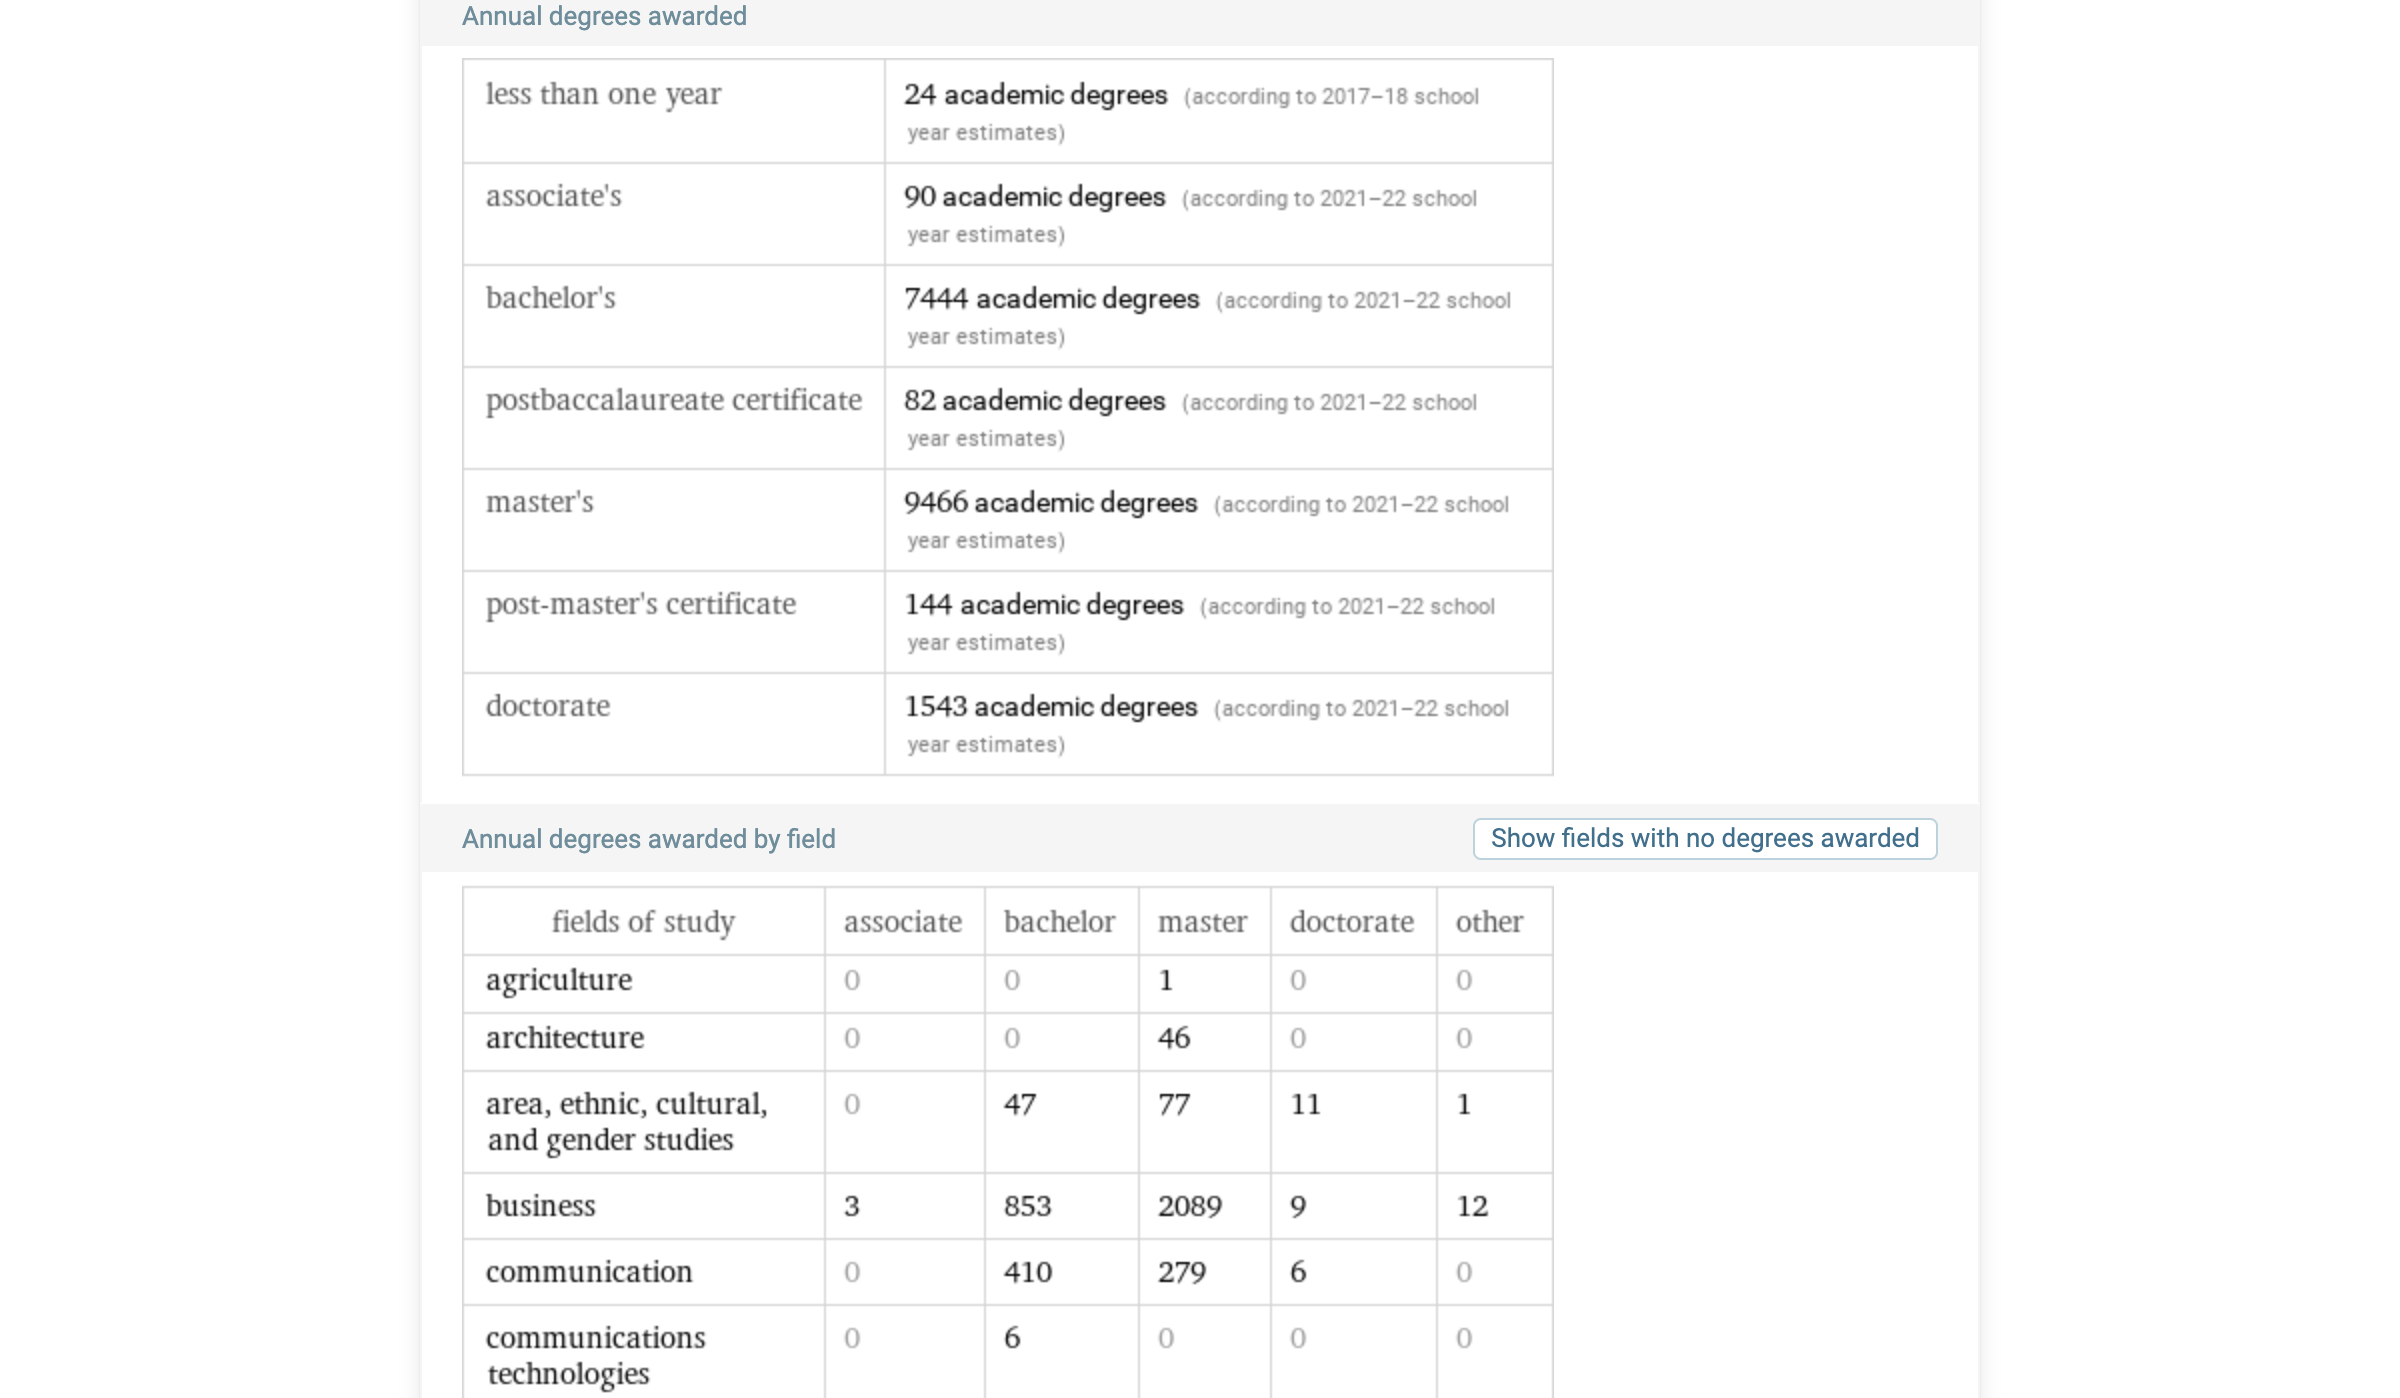 Annual degrees awarded
less than one year 24 academic degrees (according to 2017–18 school
year estimates)
associate's 90 academic degrees (according to 2021–22 school
year estimates)
bachelor's 7444 academic degrees (according to 2021–22 school
year estimates)
postbaccalaureate certificate 82 academic degrees (according to 2021–22 school
year estimates)
master's 9466 academic degrees (according to 2021–22 school
year estimates)
post-master's certificate 144 academic degrees (according to 2021–22 school
year estimates)
doctorate 1543 academic degrees (according to 2021–22 school
year estimates)
Annual degrees awarded by field Show fields with no degrees awarded
fields of study associate bachelor master doctorate other
agriculture 0 0 1 0 0
architecture 0 0 46 0 0
area, ethnic, cultural, 0 47 77 11 1
and gender studies
business 3 853 2089 9 12
communication 0 410 279 6 0
communications 0 6 0 0 0
technologies